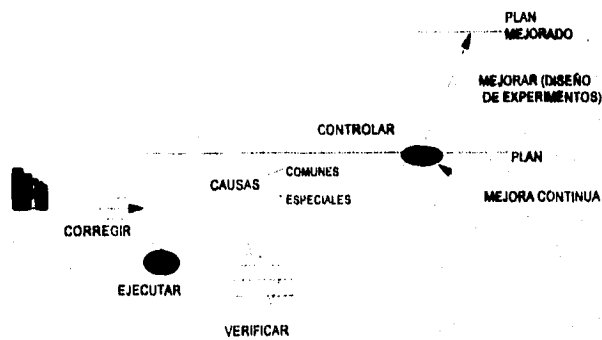 PLAN
MEJORADO
MEJORAR (DISEÑO
DE EXPERIMENTOS)
CONTROLAR
PLAN
CAUSAS
COMUNES
ESPECIALES
MEJORA CONTINUA
CORREGIR
EJECUTAR
VERIFICAR